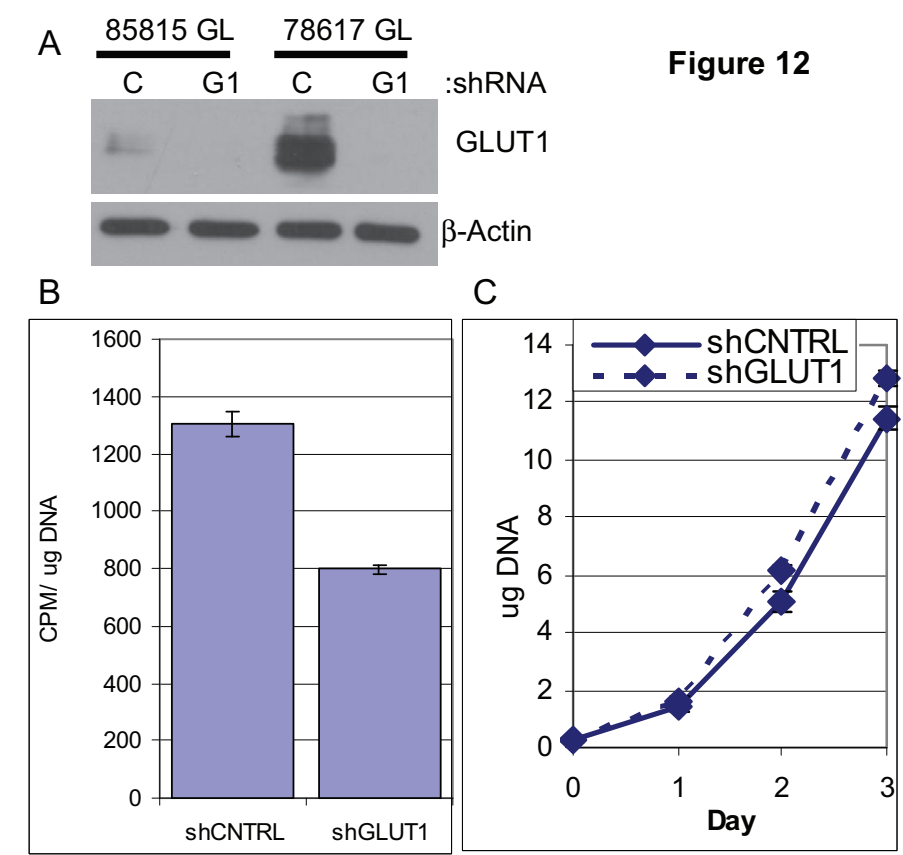 Figure 12
A
85815 GL 78617 GL
C G1 C G1 :shRNA
GLUT1
β-Actin
B
1600
1400
1200
1000
800
600
400
200
0
CPM/ ug DNA
shCNTRL shGLUT1
C
shCNTRL
shGLUT1
14
12
10
8
6
4
2
0
ug DNA
0 1 2 3
Day